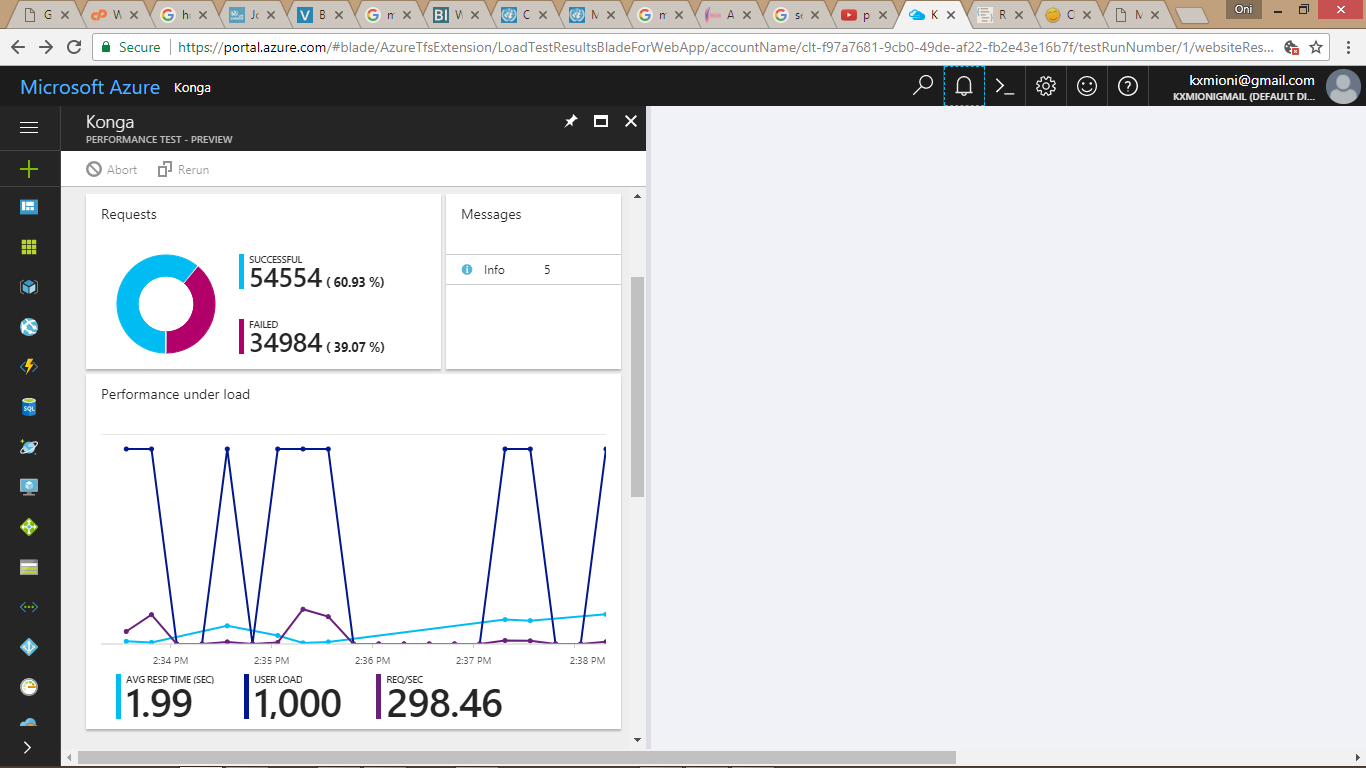 G
W
h
Jo
B
m
W
C
M
m
A
se
p
K
R
C
M
Oni
Secure
https://portal.azure.com/#blade/AzureTfsExtension/LoadTestResultsBladeForWebApp/accountName/clt-f97a7681-9cb0-49de-af22-fb2e43e16b7f/testRunNumber/1/websiteRes...
Microsoft Azure Konga
kxmioni@gmail.com
KXMIONIGMAIL (DEFAULT DI...
Konga
PERFORMANCE TEST - PREVIEW
Abort Rerun
Requests
SUCCESSFUL
54554 ( 60.93 %)
FAILED
34984 ( 39.07 %)
Messages
Info 5
Performance under load
2:34 PM 2:35 PM 2:36 PM 2:37 PM 2:38 PM
AVG RESP TIME (SEC) USER LOAD REQ/SEC
1.99 1,000 298.46